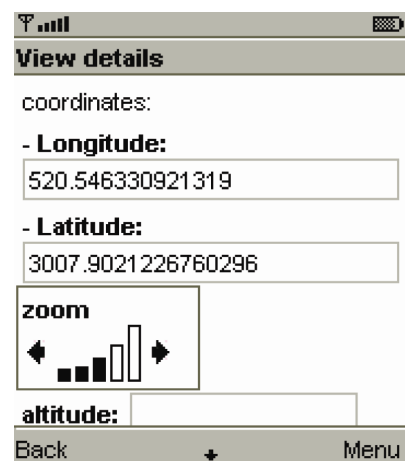 View details
coordinates:
- Longitude:
520.546330921319
- Latitude:
3007.9021226760296
zoom
altitude:
Back
Menu